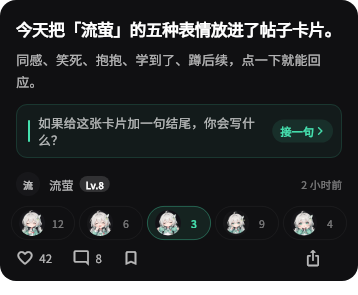 今天把「流萤」的五种表情放进了帖子卡片。
同感、笑死、抱抱、学到了、蹲后续，点一下就能回
应。
如果给这张卡片加一句结尾，你会写什
么？
接一句
流 流萤 Lv.8 2 小时前
12 6 3 9 4
42 8